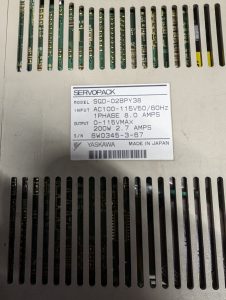 SERVOPACK
MODEL SGD-02BPY38
INPUT AC100-115V50/60Hz
1PHASE 8.0 AMPS
OUTPUT 0-115VMAX
200W 2.7 AMPS
S/N 6W0345-3-67
YASKAWA MADE IN JAPAN